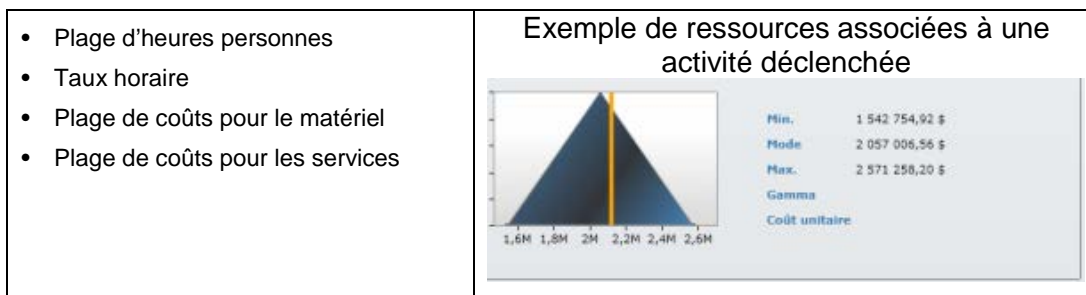 • Plage d'heures personnes
• Taux horaire
• Plage de coûts pour le matériel
• Plage de coûts pour les services
Exemple de ressources associées à une
activité déclenchée
Min. 1 542 754,92 $
Mode 2 057 006,56 $
Max. 2 571 258,20 $
Gamma
Coût unitaire
1,6M 1,8M 2M 2,2M 2,4M 2,6M